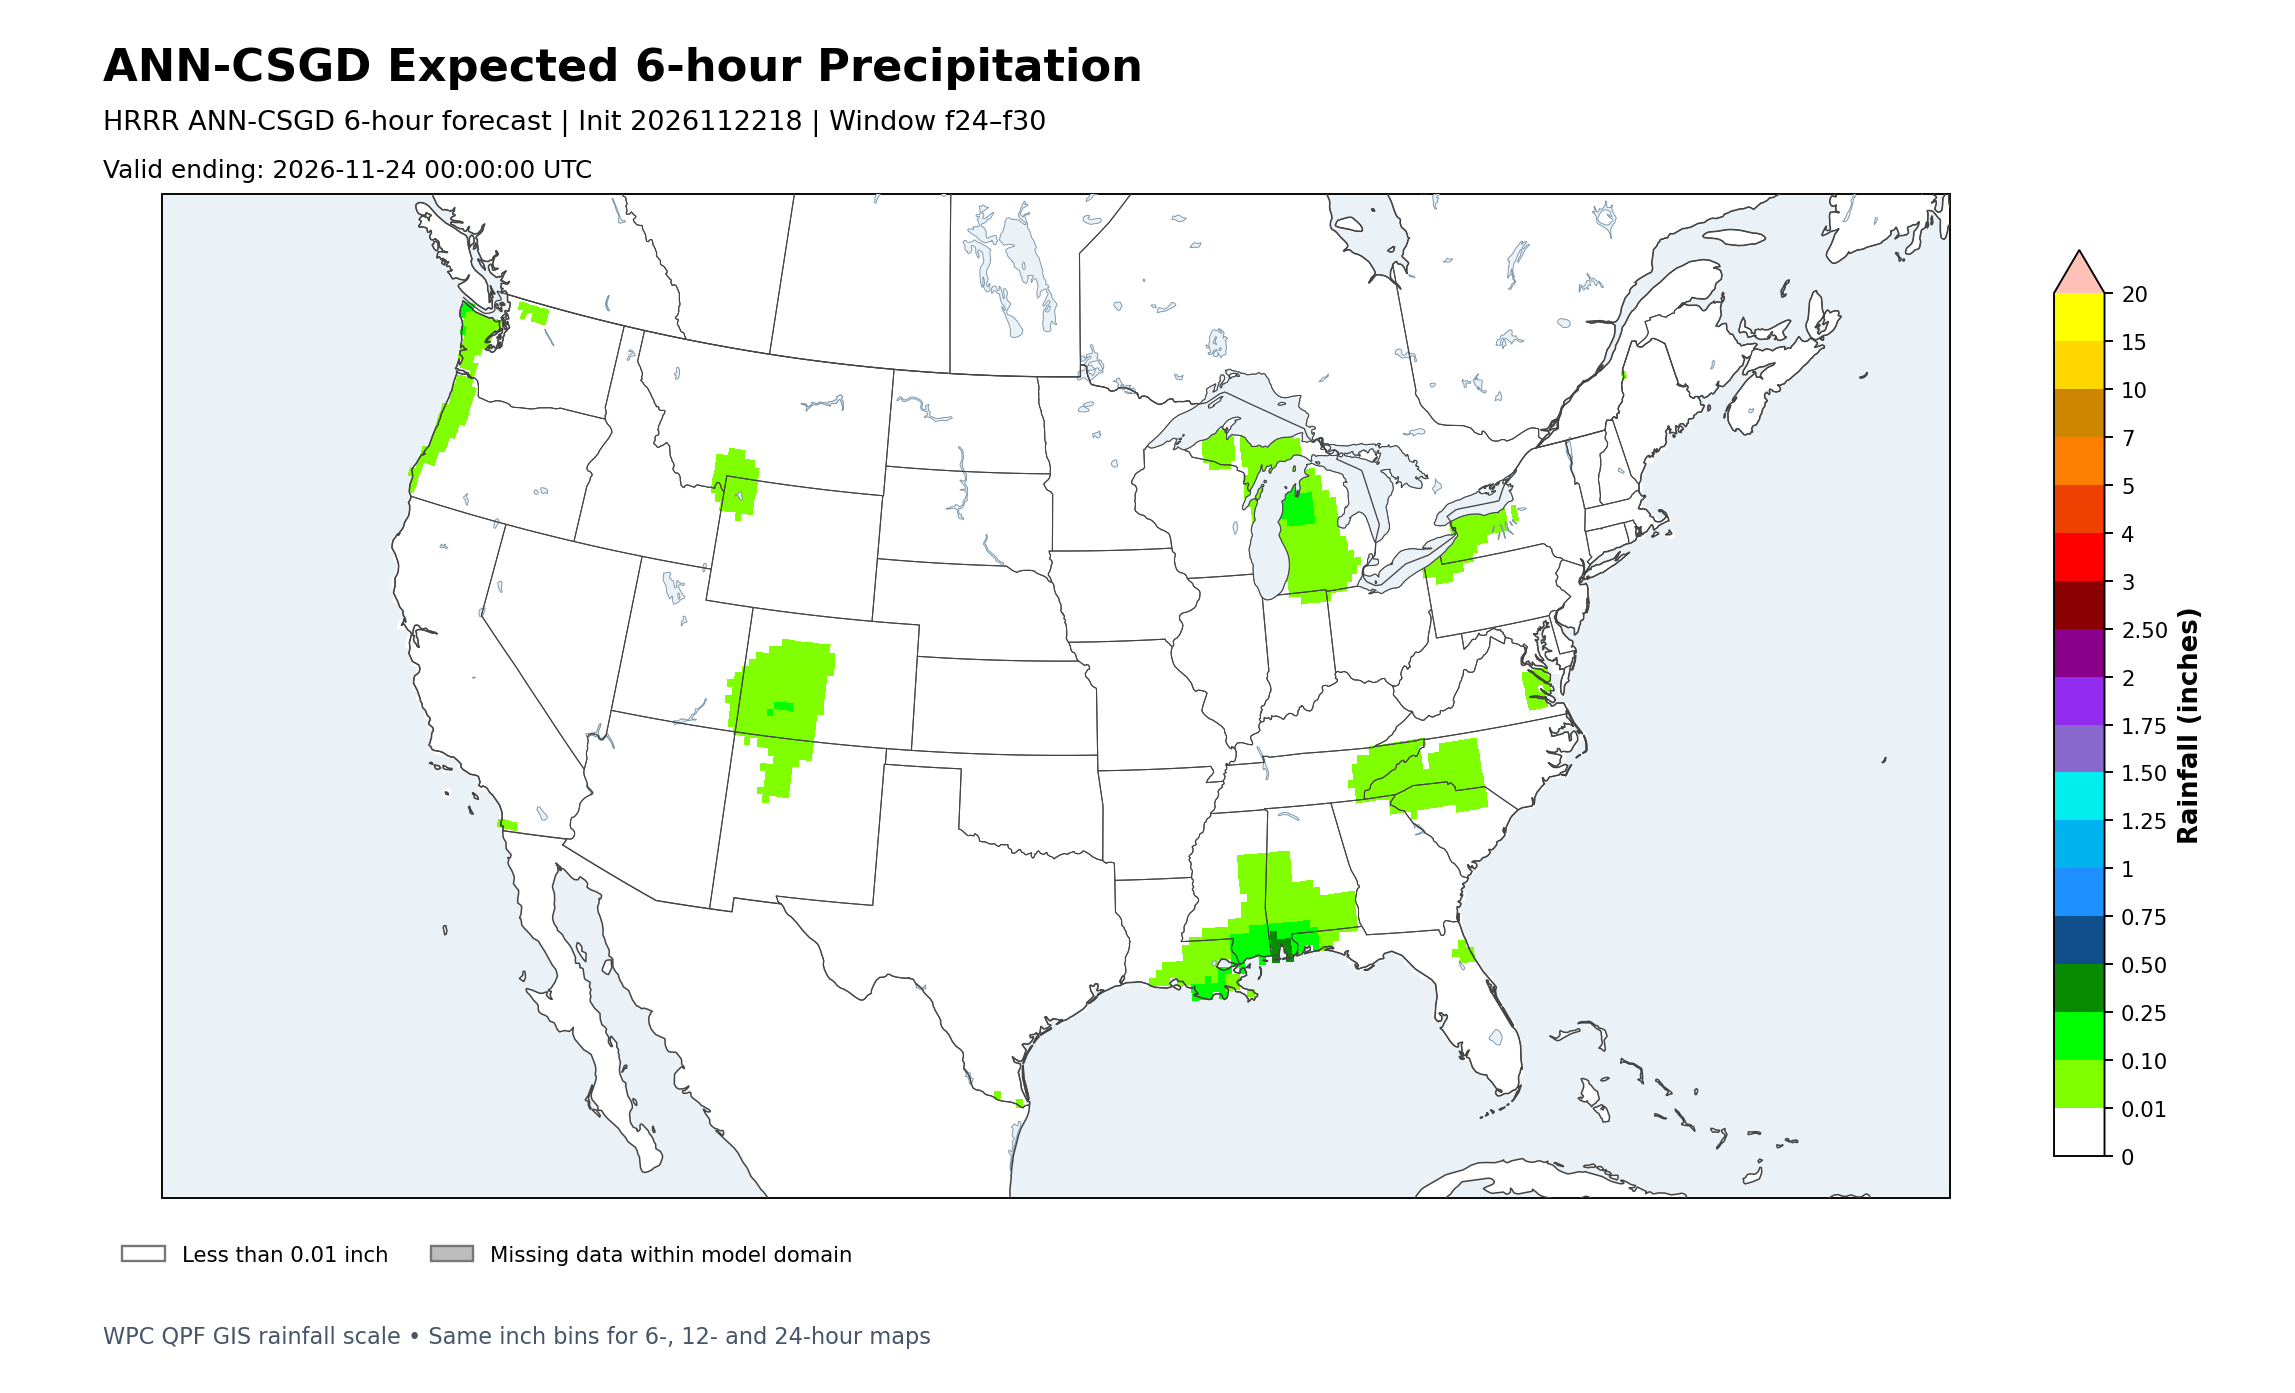 ANN-CSGD Expected 6-hour Precipitation
HRRR ANN-CSGD 6-hour forecast | Init 2026112218 | Window f24–f30
Valid ending: 2026-11-24 00:00:00 UTC
20
15
10
7
5
4
3
2.50
2
1.75
1.50
1.25
1
0.75
0.50
0.25
0.10
0.01
0
Rainfall (inches)
Less than 0.01 inch
Missing data within model domain
WPC QPF GIS rainfall scale • Same inch bins for 6-, 12- and 24-hour maps